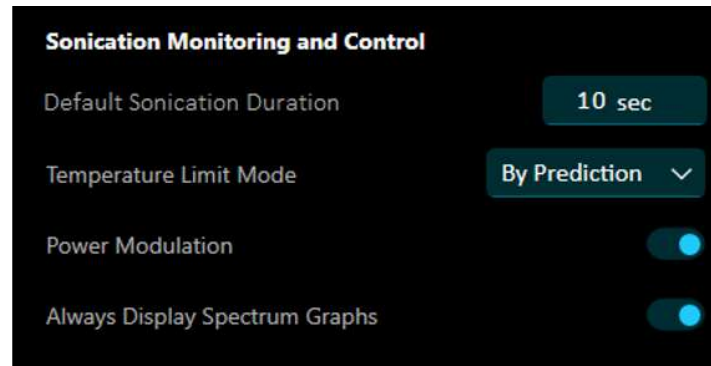 Sonication Monitoring and Control
Default Sonication Duration 10 sec
Temperature Limit Mode By Prediction
Power Modulation
Always Display Spectrum Graphs